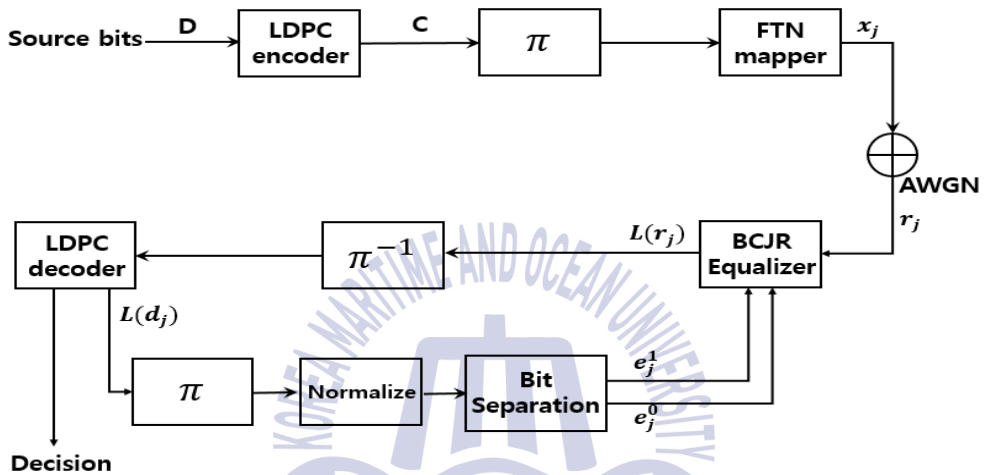 Source bits
D
LDPC
encoder
C
π
FTN
mapper
x_j
AWGN
r_j
BCJR
Equalizer
L(r_j)
π^{-1}
LDPC
decoder
L(d_j)
π
Normalize
Bit
Separation
e_j^1
e_j^0
Decision
KOREA MARITIME AND OCEAN UNIVERSITY